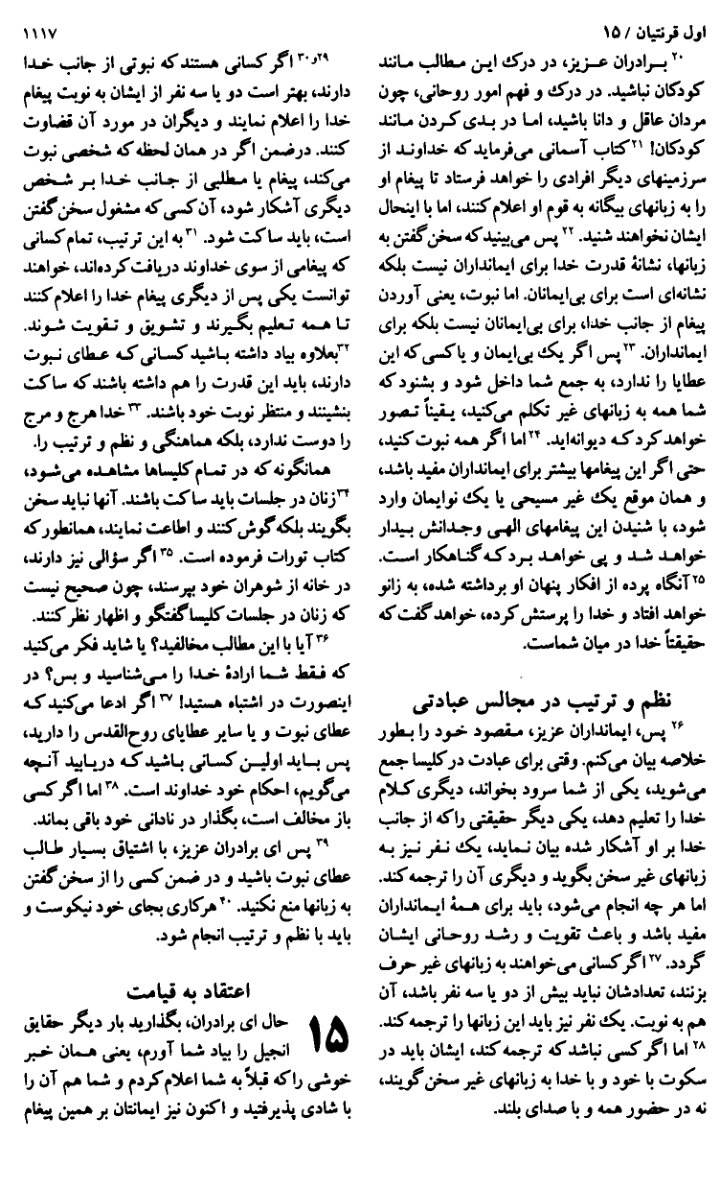 اول قرنتیان / ۱۵
۱۱۱۷
۲۰ برادران عزیز، در درک این مطالب مانند
کودکان نباشید. در درک و فهم امور روحانی، چون
مردان عاقل و دانا باشید، اما در بدی کردن مانند
کودکان! ۲۱ کتاب آسمانی می‌فرماید که خداوند از
سرزمینهای دیگر افرادی را خواهد فرستاد تا پیغام او
را به زبانهای بیگانه به قوم او اعلام کنند، اما با اینحال
ایشان نخواهند شنید. ۲۲ پس می‌بینید که سخن گفتن به
زبانها، نشانهٔ قدرت خدا برای ایمانداران نیست بلکه
نشانه‌ای است برای بی‌ایمانان. اما نبوت، یعنی آوردن
پیغام از جانب خدا، برای بی‌ایمانان نیست بلکه برای
ایمانداران. ۲۳ پس اگر یک بی‌ایمان و یا کسی که این
عطایا را ندارد، به جمع شما داخل شود و بشنود که
شما همه به زبانهای غیر تکلم می‌کنید، یقیناً تصور
خواهد کرد که دیوانه‌اید. ۲۴ اما اگر همه نبوت کنید،
حتی اگر این پیغامها بیشتر برای ایمانداران مفید باشد،
و همان موقع یک غیر مسیحی یا یک نوایمان وارد
شود، با شنیدن این پیغامهای الهی وجدانش بیدار
خواهد شد و پی خواهد برد که گناهکار است.
۲۵ آنگاه پرده از افکار پنهان او برداشته شده، به زانو
خواهد افتاد و خدا را پرستش کرده، خواهد گفت که
حقیقتاً خدا در میان شماست.
نظم و ترتیب در مجالس عبادتی
۲۶ پس، ایمانداران عزیز، مقصود خود را بطور
خلاصه بیان می‌کنم. وقتی برای عبادت در کلیسا جمع
می‌شوید، یکی از شما سرود بخواند، دیگری کلام
خدا را تعلیم دهد، یکی دیگر حقیقتی را که از جانب
خدا بر او آشکار شده بیان نماید، یک نفر نیز به
زبانهای غیر سخن بگوید و دیگری آن را ترجمه کند.
اما هر چه انجام می‌شود، باید برای همهٔ ایمانداران
مفید باشد و باعث تقویت و رشد روحانی ایشان
گردد. ۲۷ اگر کسانی می‌خواهند به زبانهای غیر حرف
بزنند، تعدادشان نباید بیش از دو یا سه نفر باشد، آن
هم به نوبت. یک نفر نیز باید این زبانها را ترجمه کند.
۲۸ اما اگر کسی نباشد که ترجمه کند، ایشان باید در
سکوت با خود و با خدا به زبانهای غیر سخن گویند،
نه در حضور همه و با صدای بلند.
۲۹و۳۰ اگر کسانی هستند که نبوتی از جانب خدا
دارند، بهتر است دو یا سه نفر از ایشان به نوبت پیغام
خدا را اعلام نمایند و دیگران در مورد آن قضاوت
کنند. درضمن اگر در همان لحظه که شخصی نبوت
می‌کند، پیغام یا مطلبی از جانب خدا بر شخص
دیگری آشکار شود، آن کسی که مشغول سخن گفتن
است، باید ساکت شود. ۳۱ به این ترتیب، تمام کسانی
که پیغامی از سوی خداوند دریافت کرده‌اند، خواهند
توانست یکی پس از دیگری پیغام خدا را اعلام کنند
تا همه تعلیم بگیرند و تشویق و تقویت شوند.
۳۲بعلاوه بیاد داشته باشید کسانی که عطای نبوت
دارند، باید این قدرت را هم داشته باشند که ساکت
بنشینند و منتظر نوبت خود باشند. ۳۳ خدا هرج و مرج
را دوست ندارد، بلکه هماهنگی و نظم و ترتیب را.
همانگونه که در تمام کلیساها مشاهده می‌شود،
۳۴زنان در جلسات باید ساکت باشند. آنها نباید سخن
بگویند بلکه گوش کنند و اطاعت نمایند، همانطور که
کتاب تورات فرموده است. ۳۵ اگر سؤالی نیز دارند،
در خانه از شوهران خود بپرسند، چون صحیح نیست
که زنان در جلسات کلیسا گفتگو و اظهار نظر کنند.
۳۶ آیا با این مطالب مخالفید؟ یا شاید فکر می‌کنید
که فقط شما ارادهٔ خدا را می‌شناسید و بس؟ در
اینصورت در اشتباه هستید! ۳۷ اگر ادعا می‌کنید که
عطای نبوت و یا سایر عطایای روح‌القدس را دارید،
پس باید اولین کسانی باشید که دریابید آنچه
می‌گویم، احکام خود خداوند است. ۳۸ اما اگر کسی
باز مخالف است، بگذار در نادانی خود باقی بماند.
۳۹ پس ای برادران عزیز، با اشتیاق بسیار طالب
عطای نبوت باشید و در ضمن کسی را از سخن گفتن
به زبانها منع نکنید. ۴۰ هرکاری بجای خود نیکوست و
باید با نظم و ترتیب انجام شود.
اعتقاد به قیامت
۱۵ حال ای برادران، بگذارید بار دیگر حقایق
انجیل را بیاد شما آورم، یعنی همان خبر
خوشی را که قبلاً به شما اعلام کردم و شما هم آن را
با شادی پذیرفتید و اکنون نیز ایمانتان بر همین پیغام